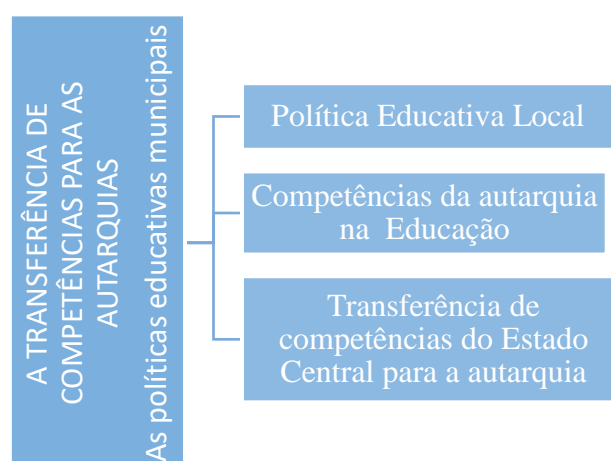 A TRANSFERÊNCIA DE
COMPETÊNCIAS PARA AS
AUTARQUIAS
As políticas educativas municipais
Política Educativa Local
Competências da autarquia
na Educação
Transferência de
competências do Estado
Central para a autarquia